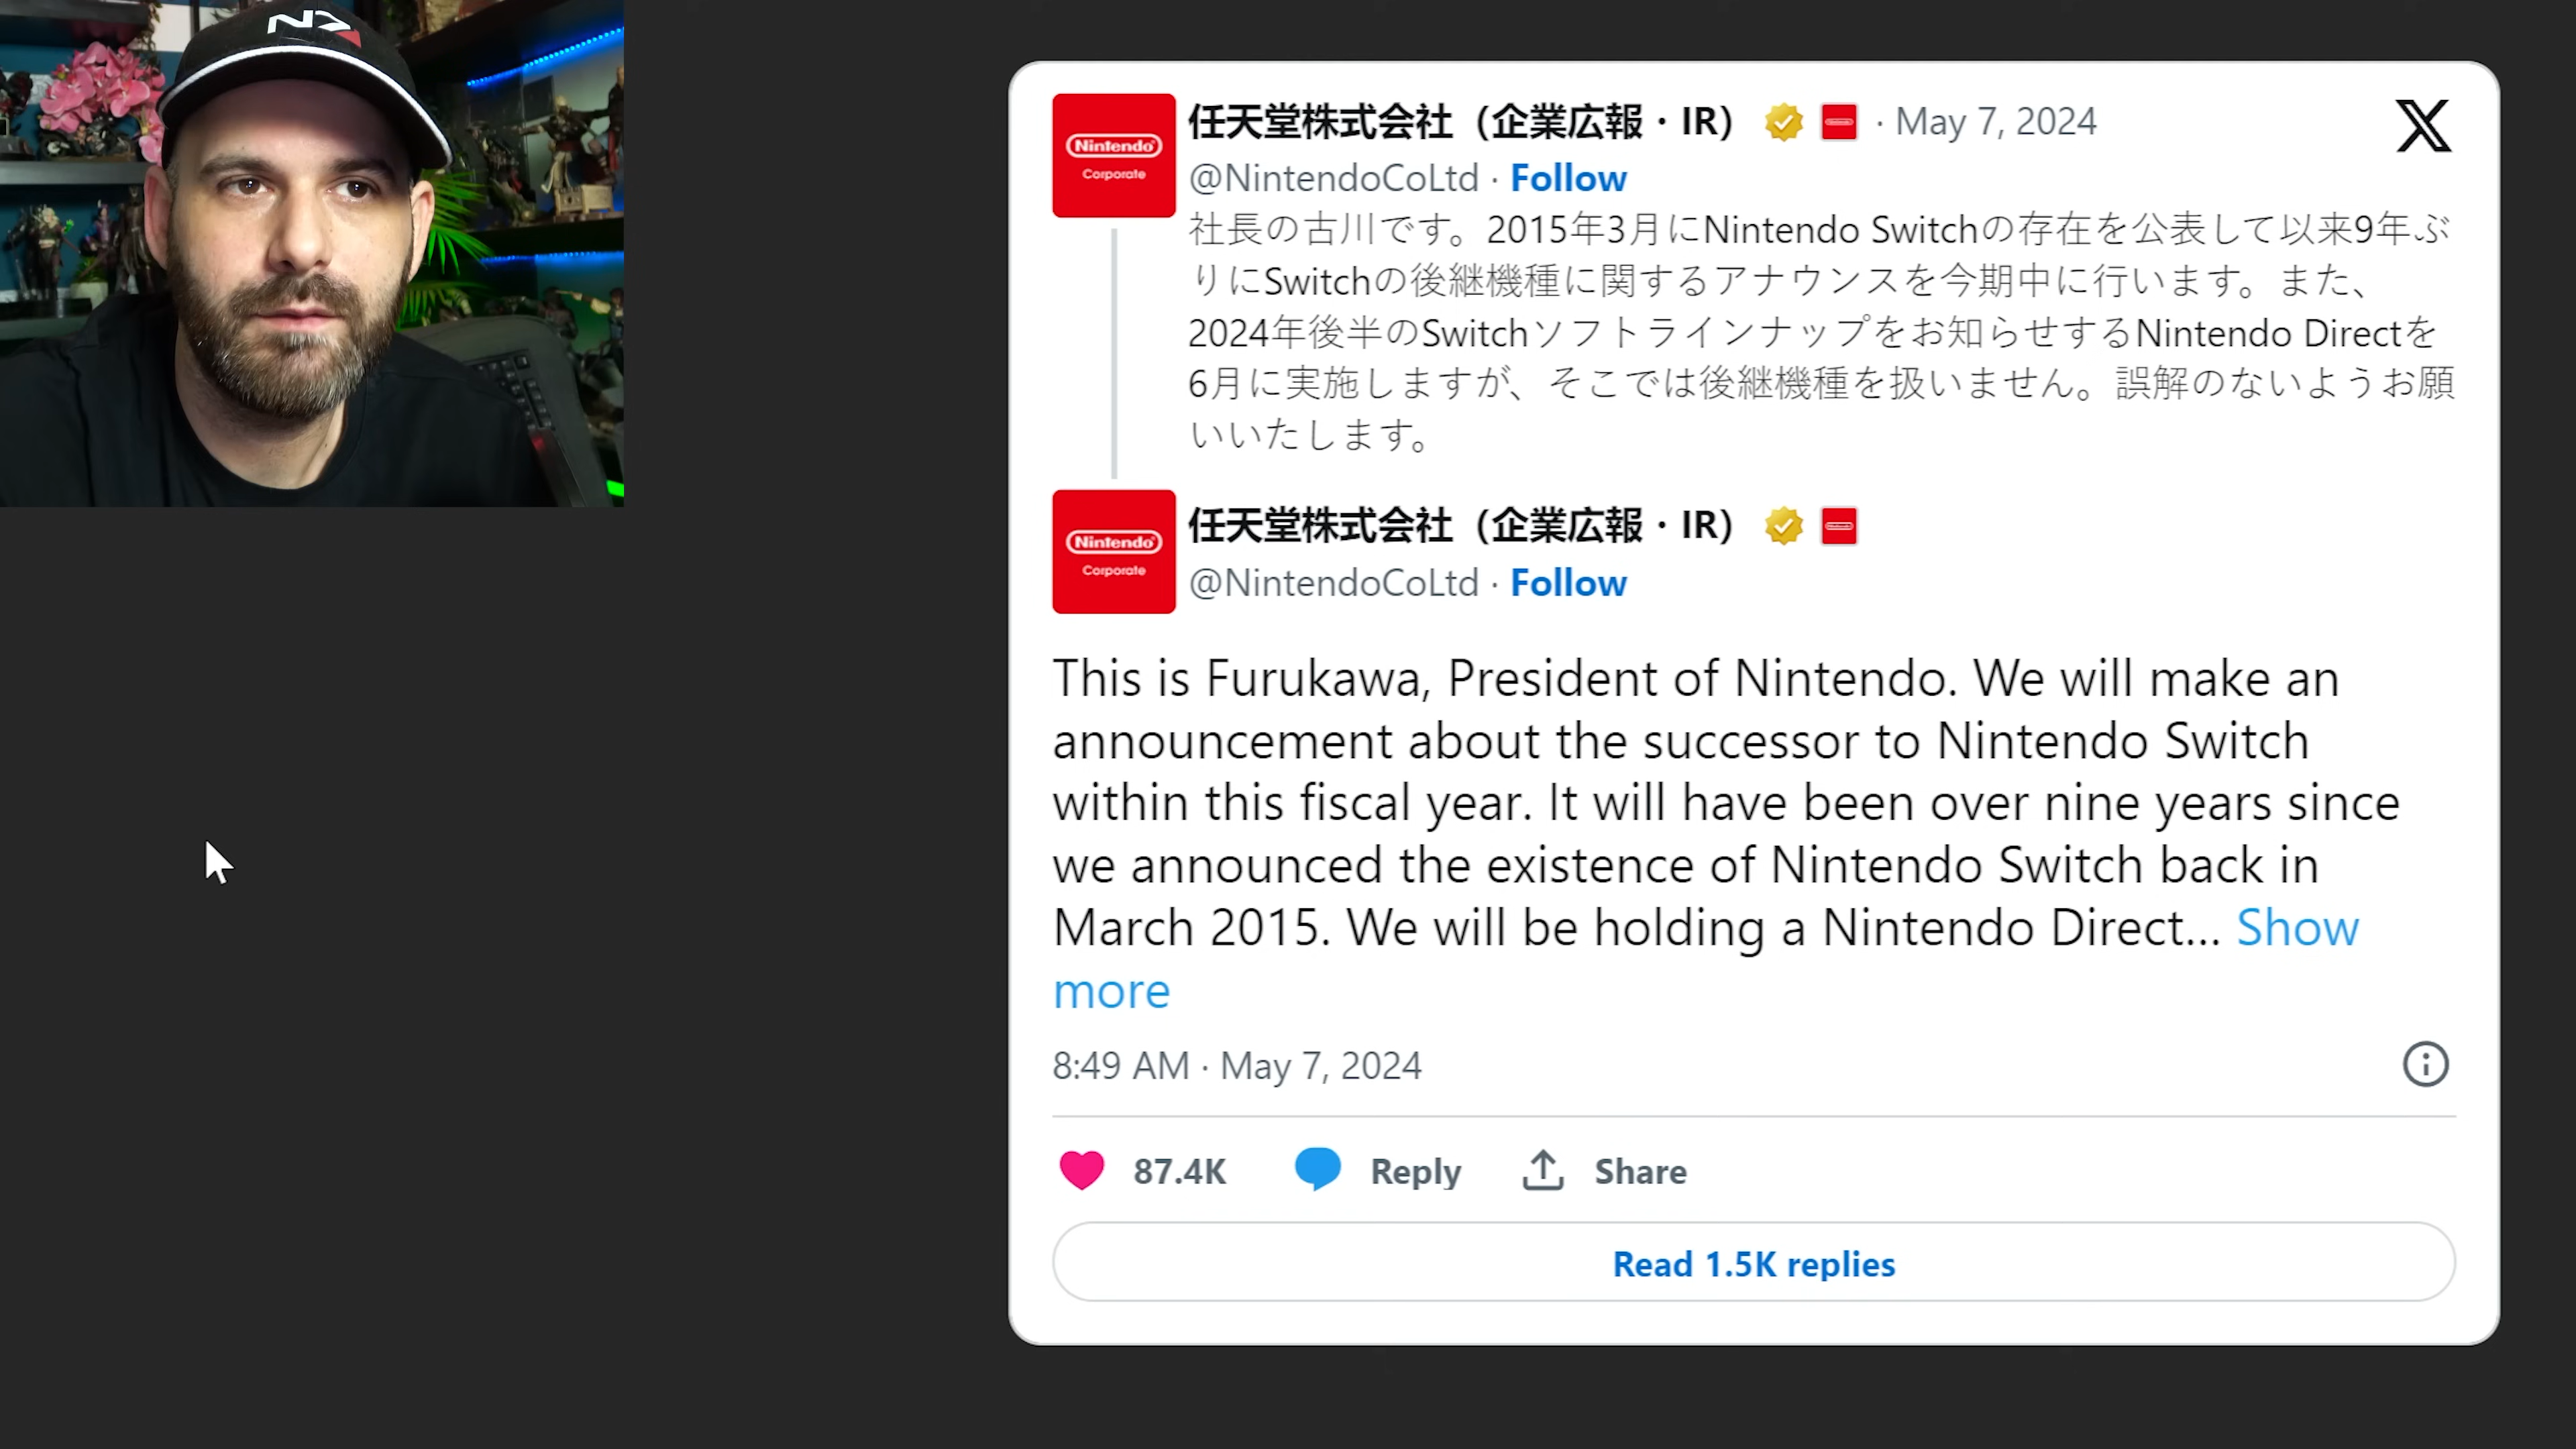 N7
Nintendo
Corporate
任天堂株式会社（企業広報・IR） · May 7, 2024
@NintendoCoLtd · Follow
社長の古川です。2015年3月にNintendo Switchの存在を公表して以来9年ぶ
りにSwitchの後継機種に関するアナウンスを今期中に行います。また、
2024年後半のSwitchソフトラインナップをお知らせするNintendo Directを
6月に実施しますが、そこでは後継機種を扱いません。誤解のないようお願
いいたします。
Nintendo
Corporate
任天堂株式会社（企業広報・IR）
@NintendoCoLtd · Follow
This is Furukawa, President of Nintendo. We will make an
announcement about the successor to Nintendo Switch
within this fiscal year. It will have been over nine years since
we announced the existence of Nintendo Switch back in
March 2015. We will be holding a Nintendo Direct... Show
more
8:49 AM · May 7, 2024
87.4K Reply Share
Read 1.5K replies